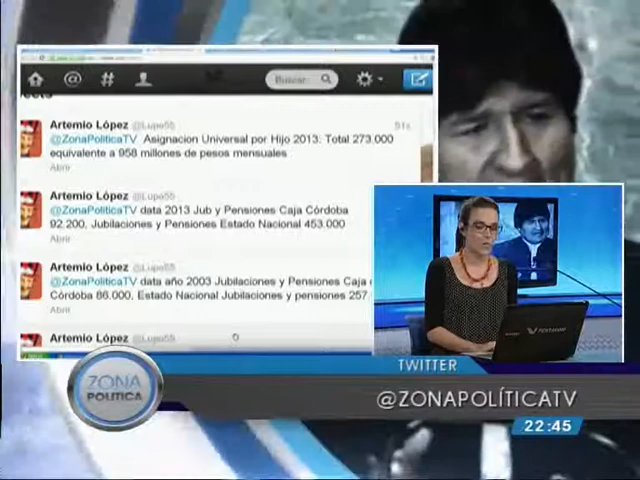 Buscar
Artemio López @Lupo55 51s
@ZonaPoliticaTV Asignacion Universal por Hijo 2013: Total 273.000
equivalente a 958 millones de pesos mensuales
Abrir
Artemio López @Lupo55
@ZonaPoliticaTV data 2013 Jub y Pensiones Caja Córdoba
92.200, Jubilaciones y Pensiones Estado Nacional 453.000
Abrir
Artemio López @Lupo55
@ZonaPoliticaTV data año 2003 Jubilaciones y Pensiones Caja
Córdoba 86.000, Estado Nacional Jubilaciones y pensiones 257
Abrir
Artemio López @Lupo55
ZONA
POLITICA
TWITTER
@ZONAPOLÍTICATV
22:45